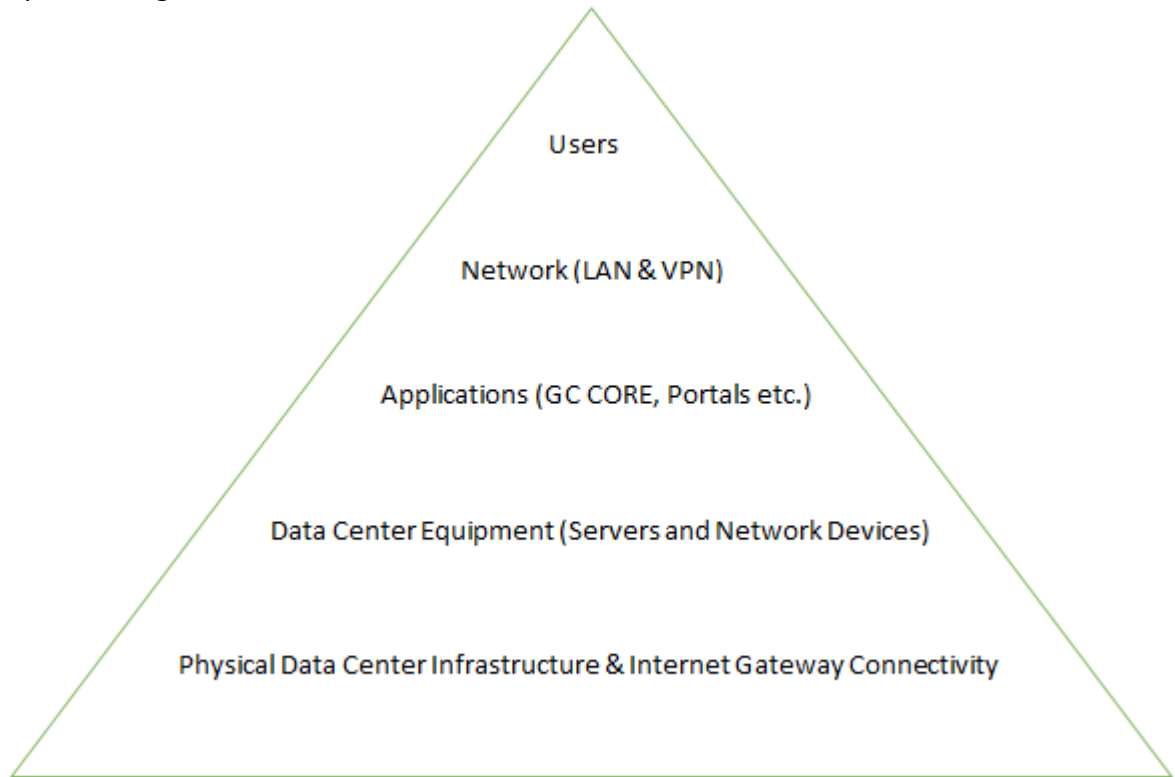 Users
Network (LAN & VPN)
Applications (GC CORE, Portals etc.)
Data Center Equipment (Servers and Network Devices)
Physical Data Center Infrastructure & Internet Gateway Connectivity